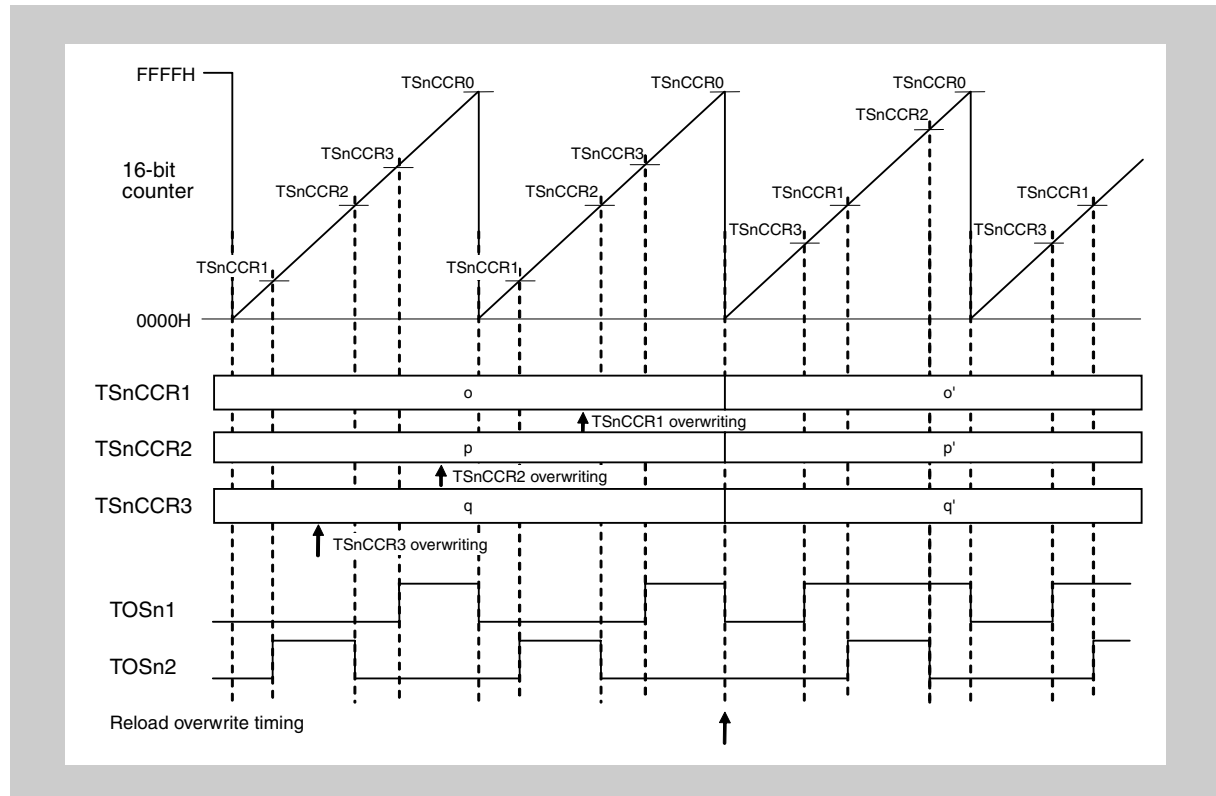 FFFFH
TSnCCR0
TSnCCR0
TSnCCR0
TSnCCR2
TSnCCR3
TSnCCR3
16-bit
counter
TSnCCR2
TSnCCR2
TSnCCR1
TSnCCR1
TSnCCR3
TSnCCR3
TSnCCR1
TSnCCR1
0000H
TSnCCR1
o
o'
TSnCCR1 overwriting
TSnCCR2
p
p'
TSnCCR2 overwriting
TSnCCR3
q
q'
TSnCCR3 overwriting
TOSn1
TOSn2
Reload overwrite timing